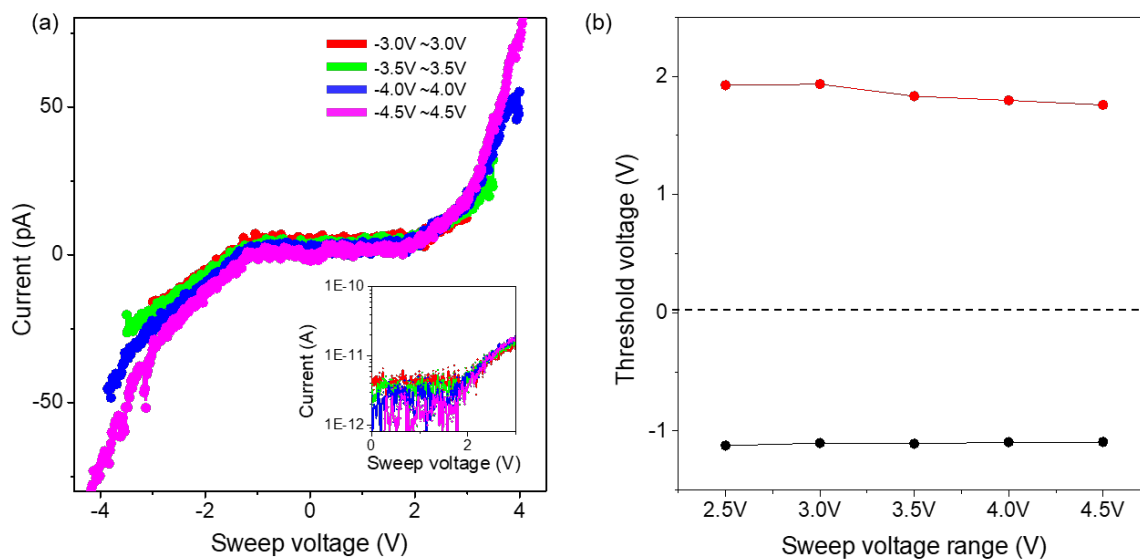 (a)
-3.0V ~3.0V
-3.5V ~3.5V
-4.0V ~4.0V
-4.5V ~4.5V
50
0
-50
Current (pA)
-4
-2
0
2
4
Sweep voltage (V)
1E-10
1E-11
1E-12
Current (A)
0
2
Sweep voltage (V)
(b)
2
1
0
-1
Threshold voltage (V)
2.5V
3.0V
3.5V
4.0V
4.5V
Sweep voltage range (V)